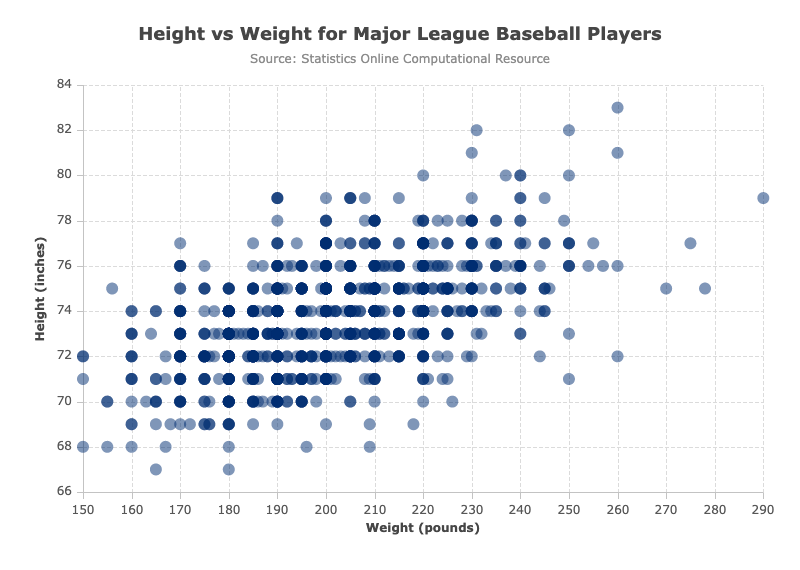 Height vs Weight for Major League Baseball Players
Source: Statistics Online Computational Resource
84
82
80
78
76
74
72
70
68
66
Height (inches)
150 160 170 180 190 200 210 220 230 240 250 260 270 280 290
Weight (pounds)